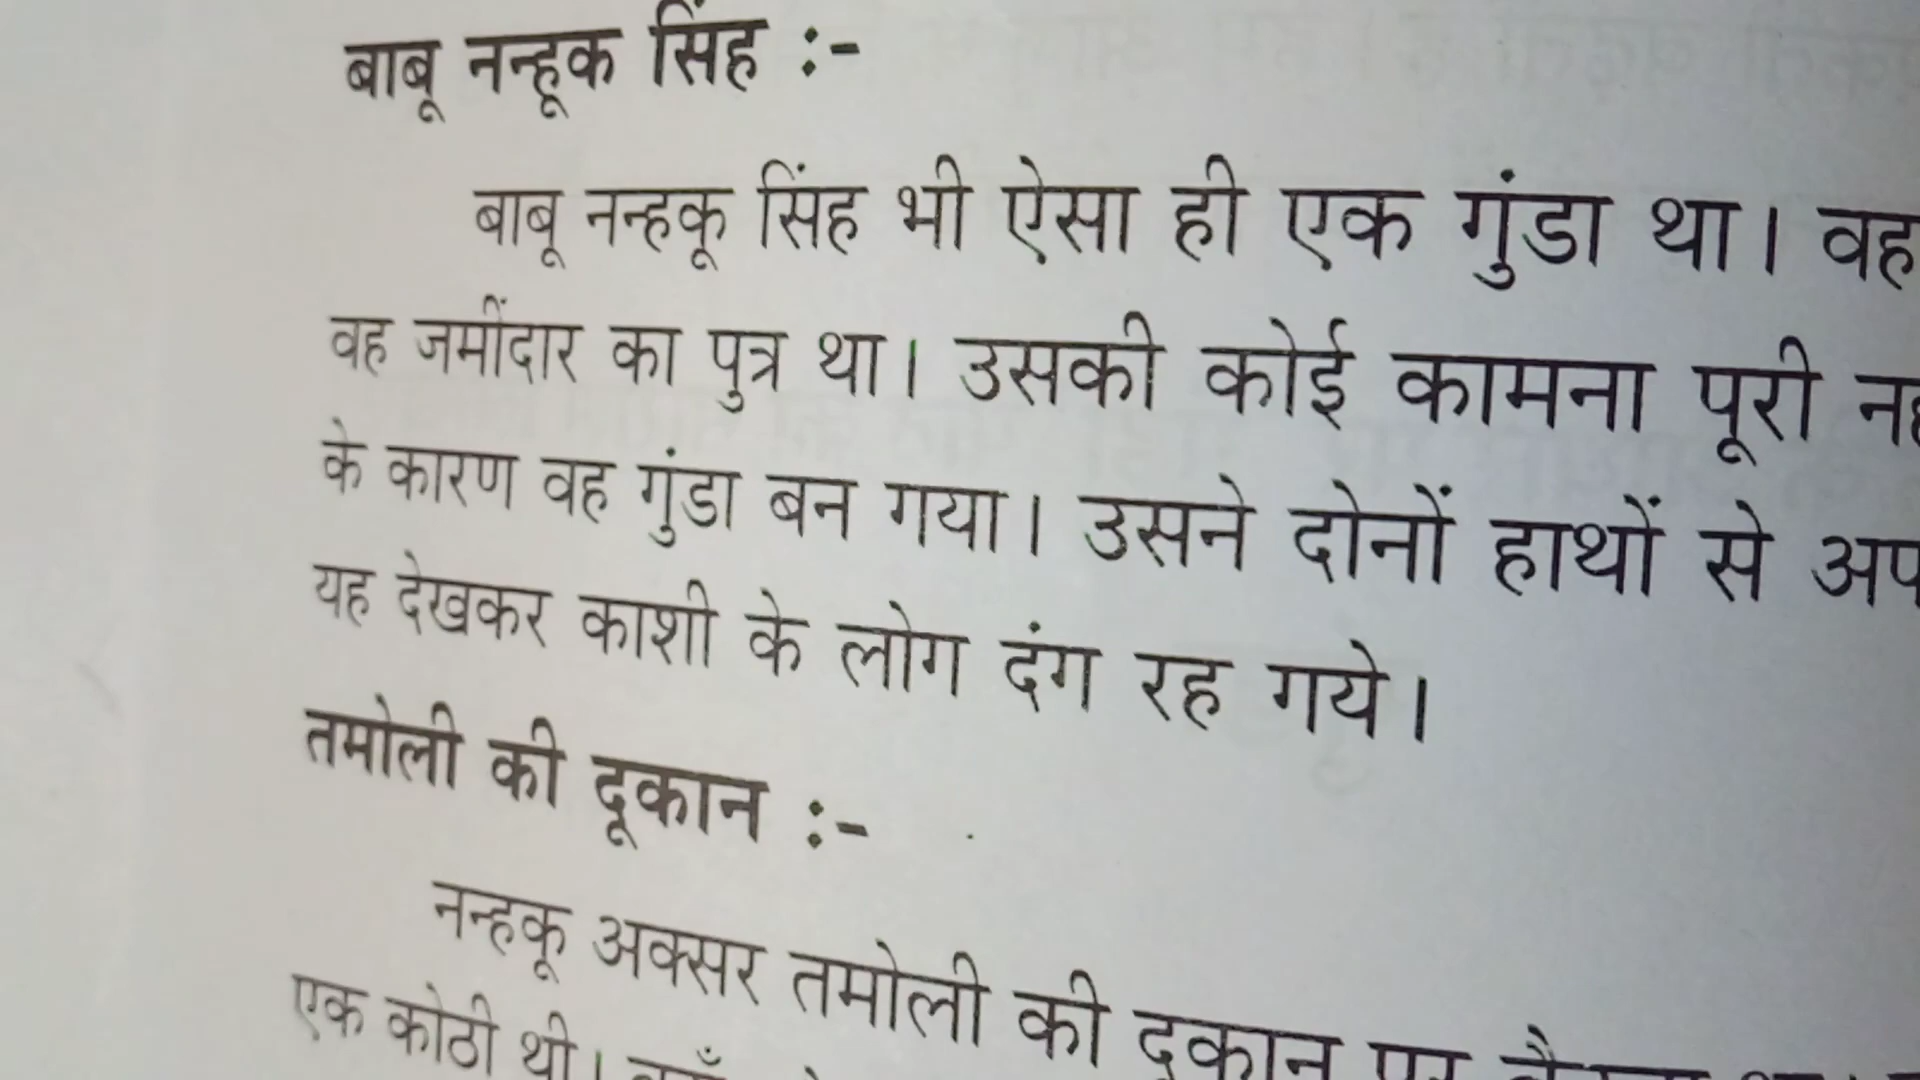 बाबू नन्हूक सिंह :-
बाबू नन्हकू सिंह भी ऐसा ही एक गुंडा था। वह
वह जमींदार का पुत्र था। उसकी कोई कामना पूरी
के कारण वह गुंडा बन गया। उसने दोनों हाथों से
यह देखकर काशी के लोग दंग रह गये।
तमोली की दूकान :-
नन्हकू अक्सर तमोली की दूकान पर
एक कोठी थी।